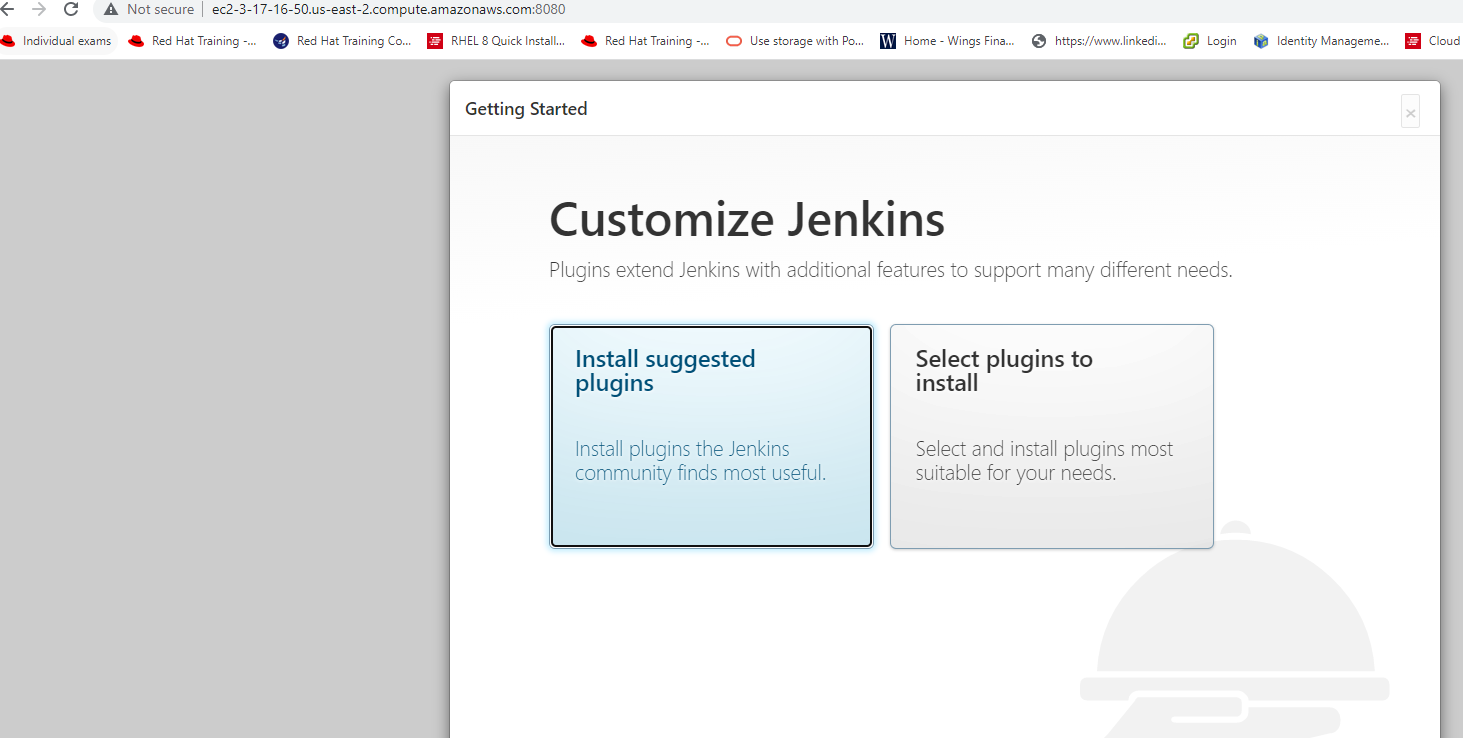 Not secure ec2-3-17-16-50.us-east-2.compute.amazonaws.com:8080
Individual exams Red Hat Training -... Red Hat Training Co... RHEL 8 Quick Install... Red Hat Training -... Use storage with Po... Home - Wings Fina... https://www.linkedi... Login Identity Manageme... Cloud
Getting Started
×
Customize Jenkins
Plugins extend Jenkins with additional features to support many different needs.
Install suggested
plugins
Install plugins the Jenkins
community finds most useful.
Select plugins to
install
Select and install plugins most
suitable for your needs.